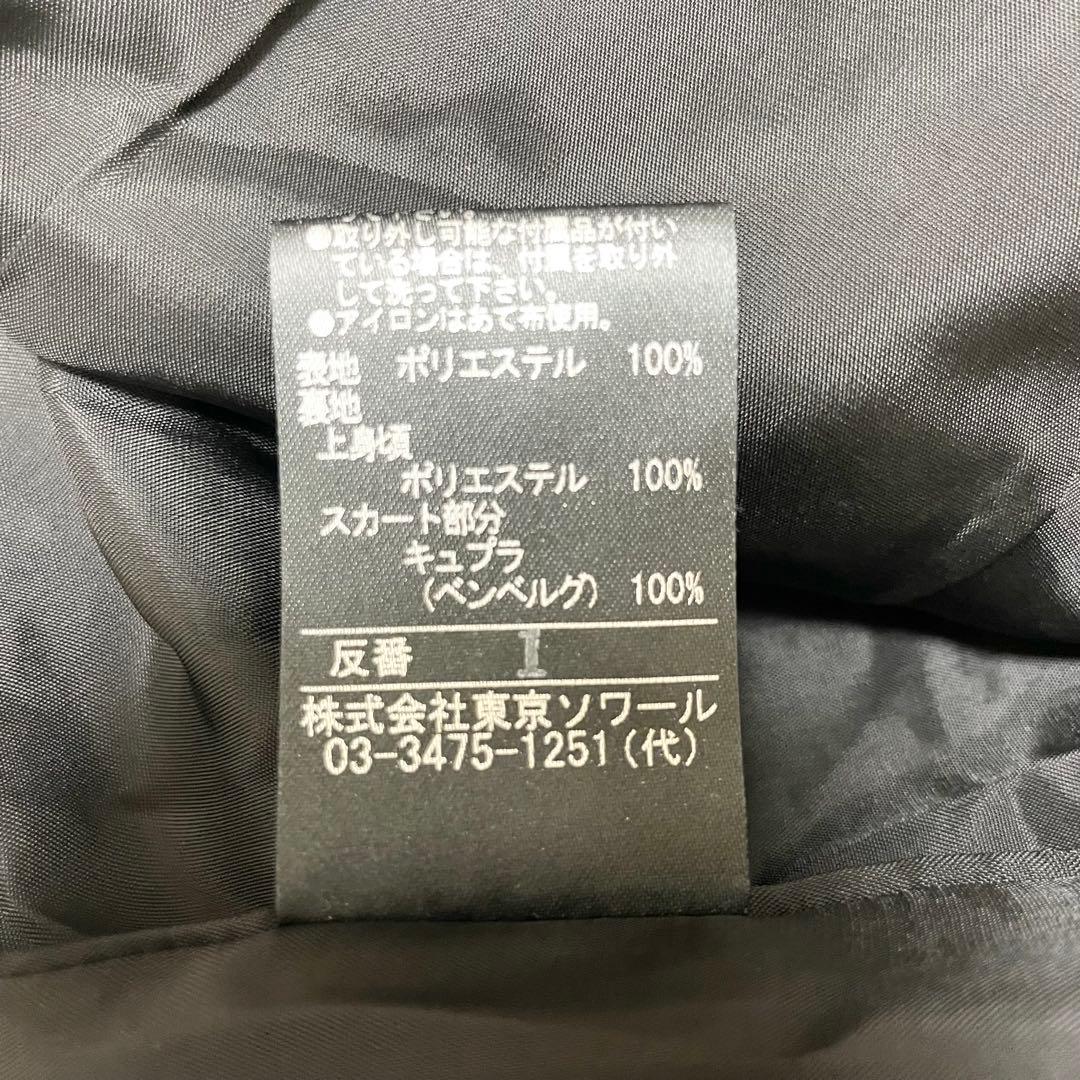 ●取り外し可能な付属品が付い
ている場合は、付属を取り外
して洗って下さい。
●アイロンはあて布使用。
表地 ポリエステル 100%
裏地
上身頃
ポリエステル 100%
スカート部分
キュプラ
(ベンベルグ) 100%
反番 I
株式会社東京ソワール
03-3475-1251(代)